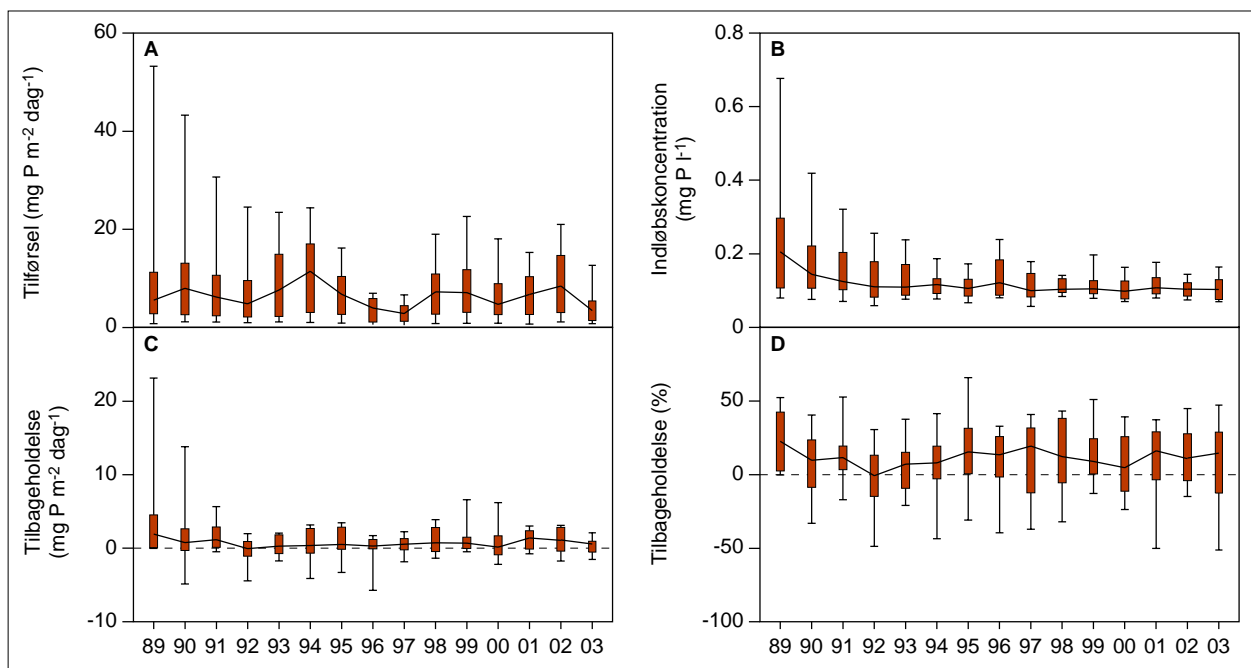 A
Tilførsel (mg P m-2 dag-1)
60
40
20
0
B
Indløbskoncentration
(mg P l-1)
0.8
0.6
0.4
0.2
0
C
Tilbageholdelse
(mg P m-2 dag-1)
20
10
0
-10
89 90 91 92 93 94 95 96 97 98 99 00 01 02 03
D
Tilbageholdelse (%)
50
0
-50
-100
89 90 91 92 93 94 95 96 97 98 99 00 01 02 03